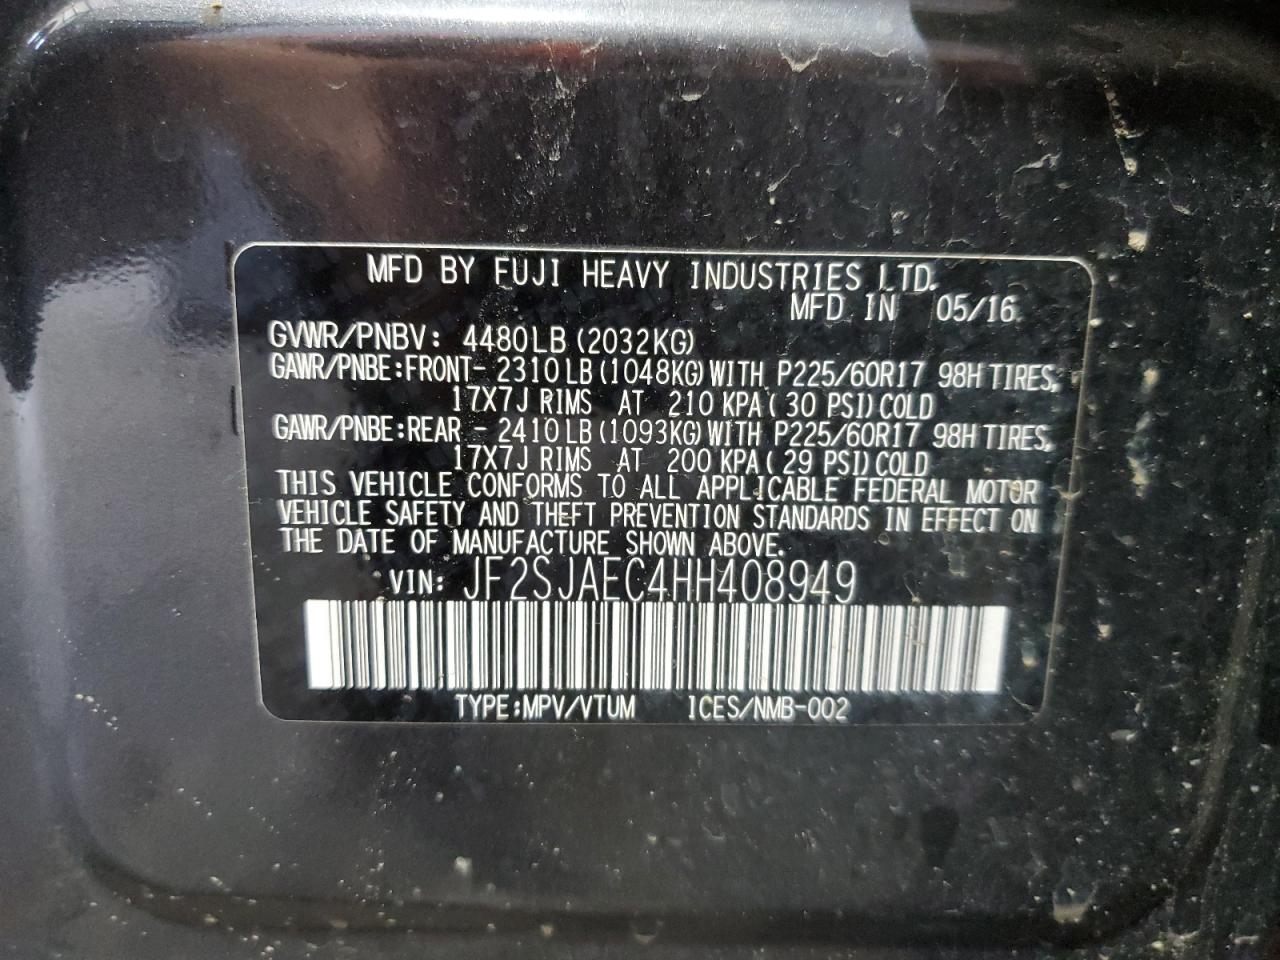 MFD BY FUJI HEAVY INDUSTRIES LTD.
MFD IN 05/16
GVWR/PNBV: 4480LB (2032KG)
GAWR/PNBE:FRONT- 2310LB (1048KG) WITH P225/60R17 98H TIRES,
17X7J RIMS AT 210 KPA ( 30 PSI) COLD
GAWR/PNBE:REAR - 2410LB (1093KG) WITH P225/60R17 98H TIRES,
17X7J RIMS AT 200 KPA ( 29 PSI) COLD
THIS VEHICLE CONFORMS TO ALL APPLICABLE FEDERAL MOTOR
VEHICLE SAFETY AND THEFT PREVENTION STANDARDS IN EFFECT ON
THE DATE OF MANUFACTURE SHOWN ABOVE.
VIN: JF2SJAEC4HH408949
TYPE:MPV/VTUM ICES/NMB-002